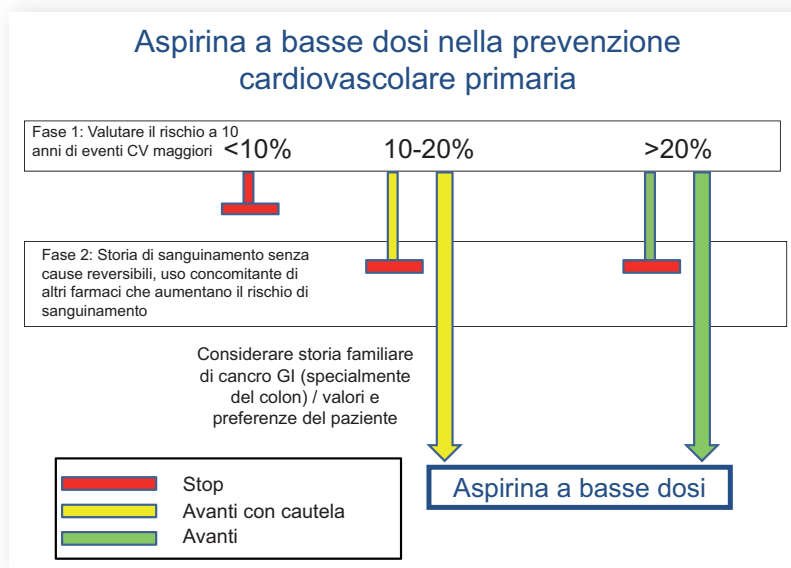 Aspirina a basse dosi nella prevenzione
cardiovascolare primaria
Fase 1: Valutare il rischio a 10
anni di eventi CV maggiori
<10%
10-20%
>20%
Fase 2: Storia di sanguinamento senza
cause reversibili, uso concomitante di
altri farmaci che aumentano il rischio di
sanguinamento
Considerare storia familiare
di cancro GI (specialmente
del colon) / valori e
preferenze del paziente
Aspirina a basse dosi
Stop
Avanti con cautela
Avanti